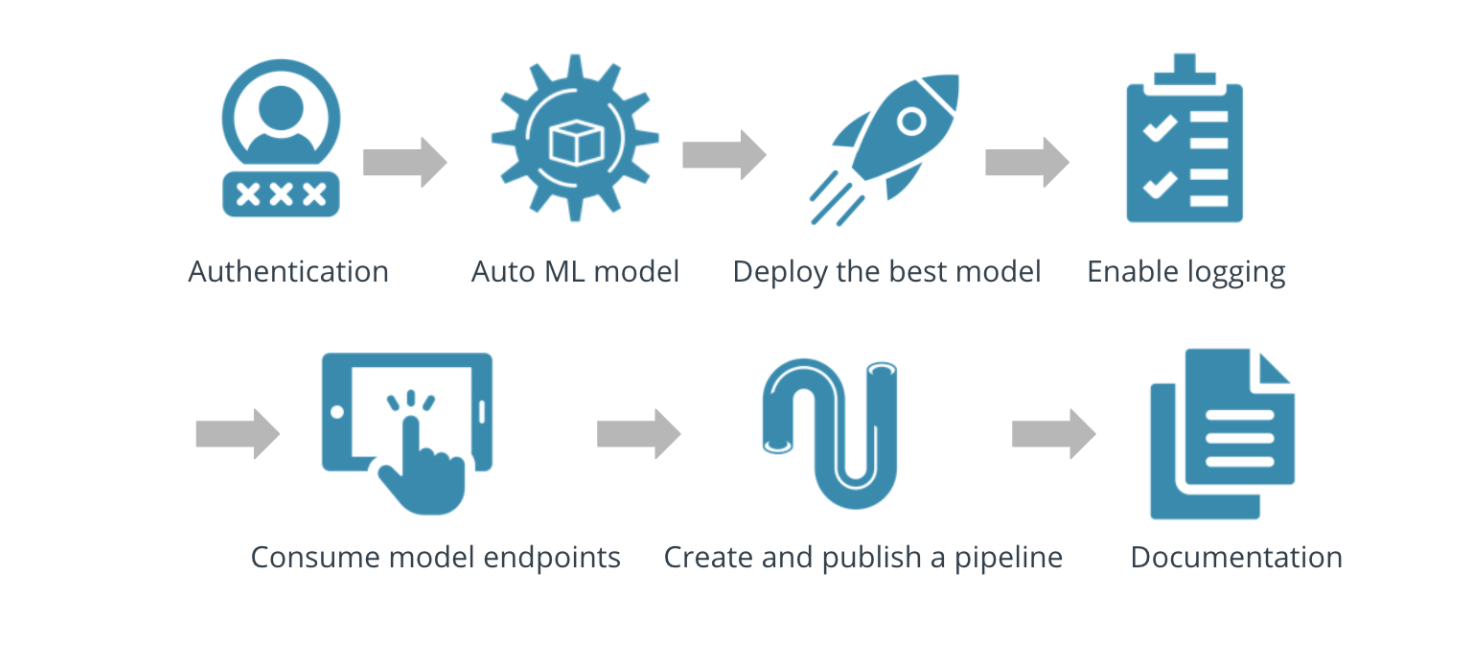 Authentication
Auto ML model
Deploy the best model
Enable logging
Consume model endpoints
Create and publish a pipeline
Documentation